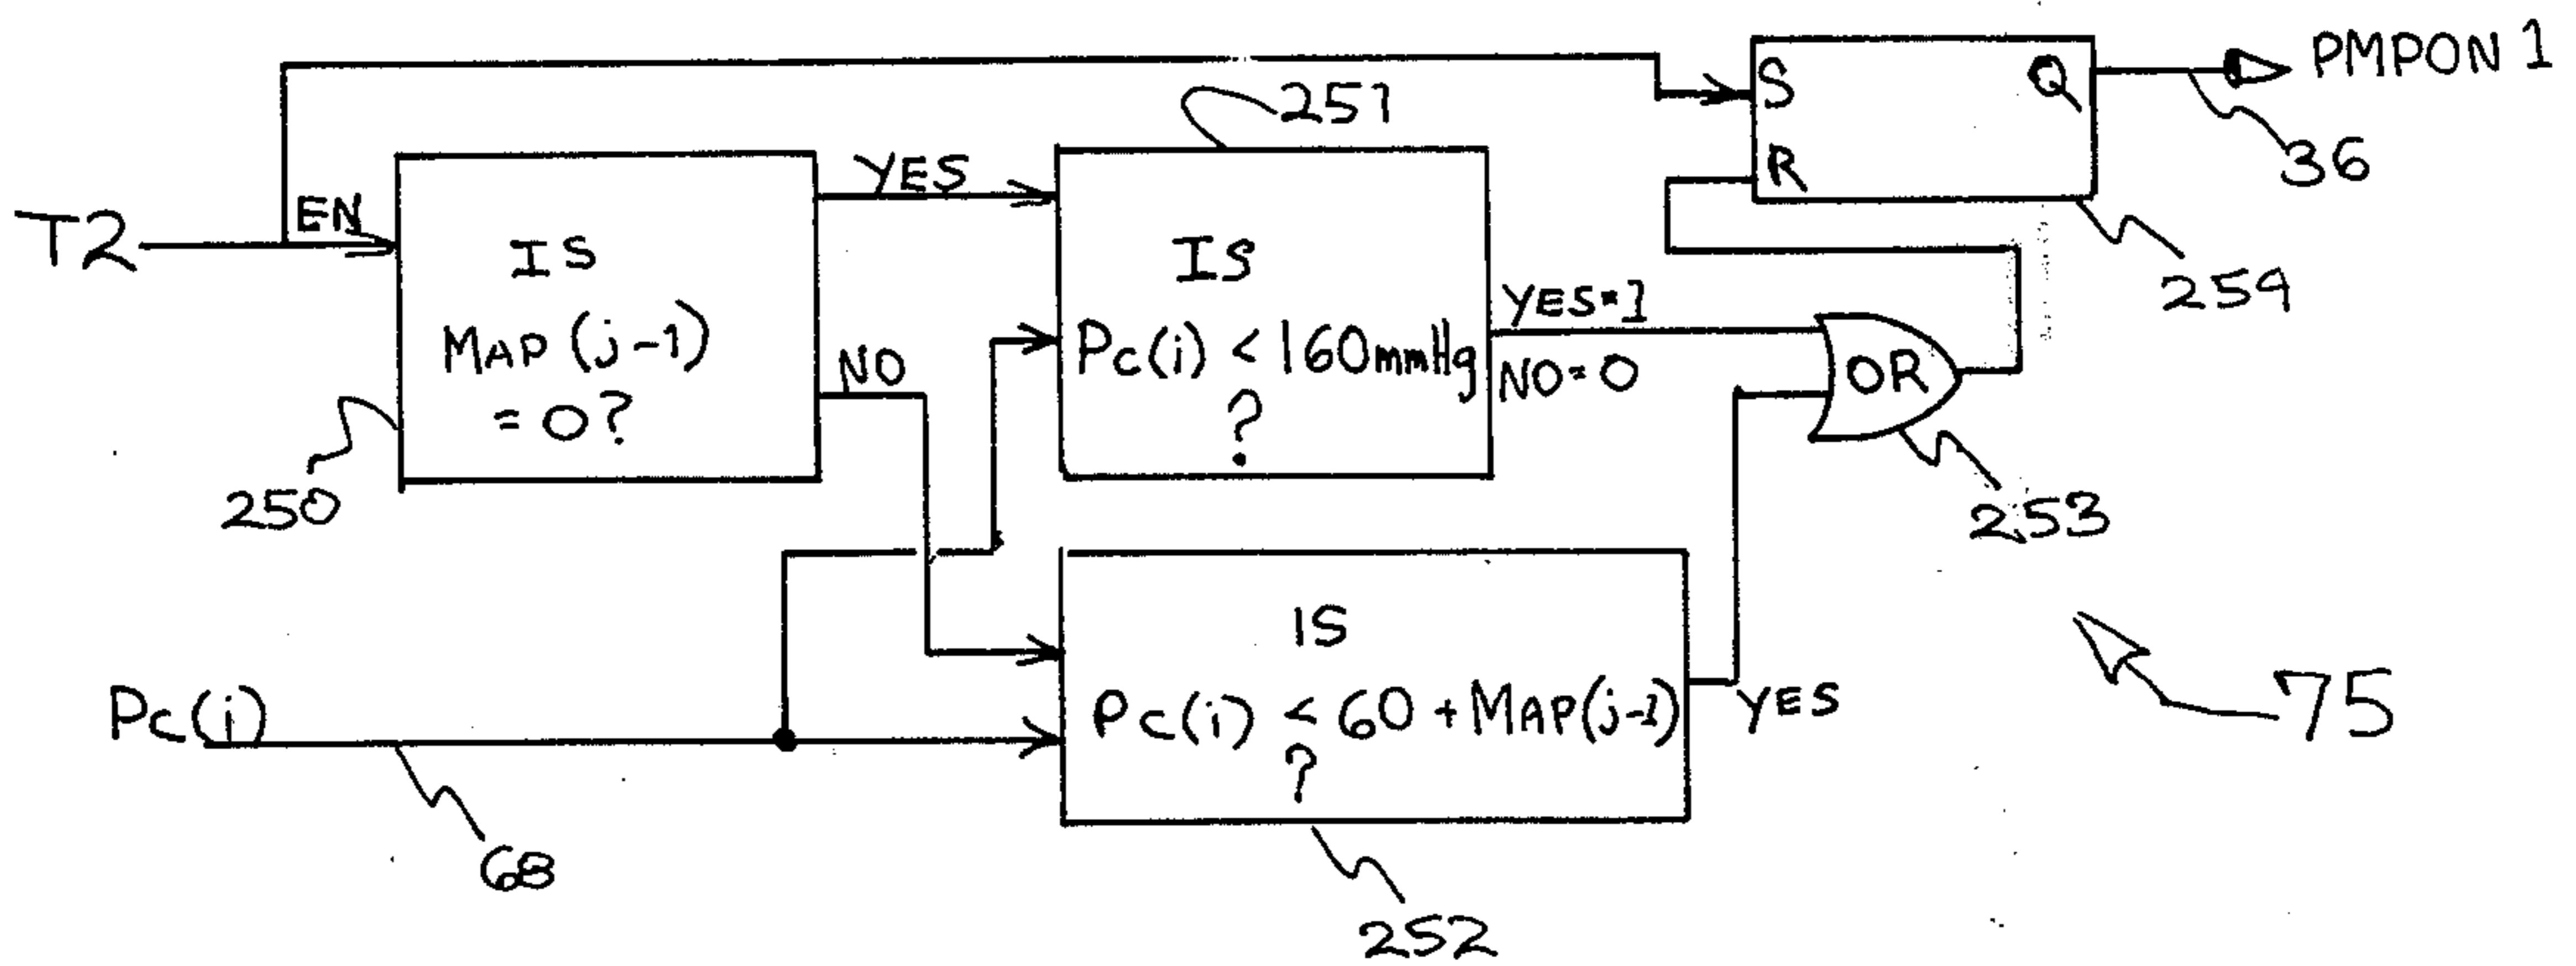 PMPON 1
S
Q
R
36
251
254
T2
EN
IS
MAP (j-1)
= 0?
YES
NO
250
IS
Pc(i) < 160mmHg
?
YES=1
NO=0
OR
253
Pc(i)
68
IS
Pc(i) < 60 + MAP(j-1)
?
YES
252
75